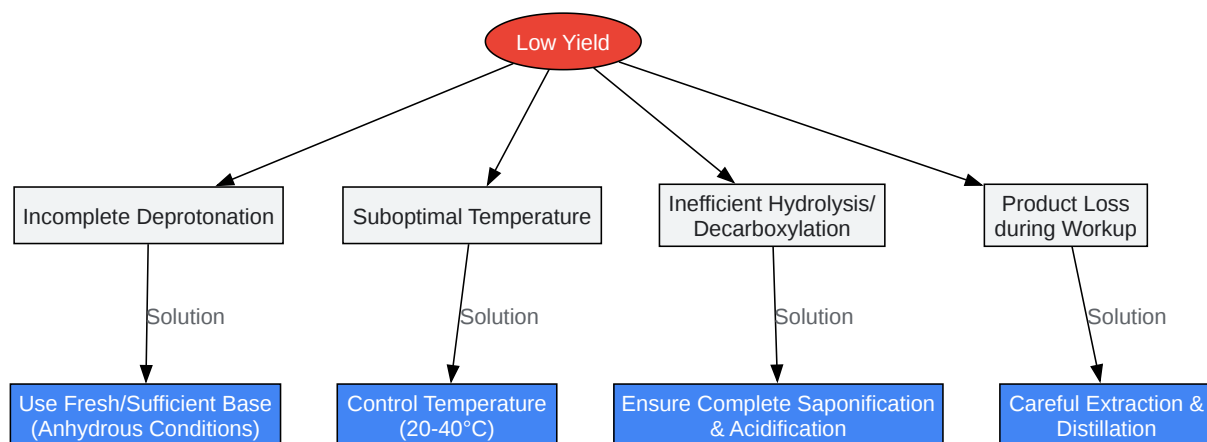 Low Yield
Incomplete Deprotonation
Suboptimal Temperature
Inefficient Hydrolysis/
Decarboxylation
Product Loss
during Workup
Solution
Solution
Solution
Solution
Use Fresh/Sufficient Base
(Anhydrous Conditions)
Control Temperature
(20-40°C)
Ensure Complete Saponification
& Acidification
Careful Extraction &
Distillation